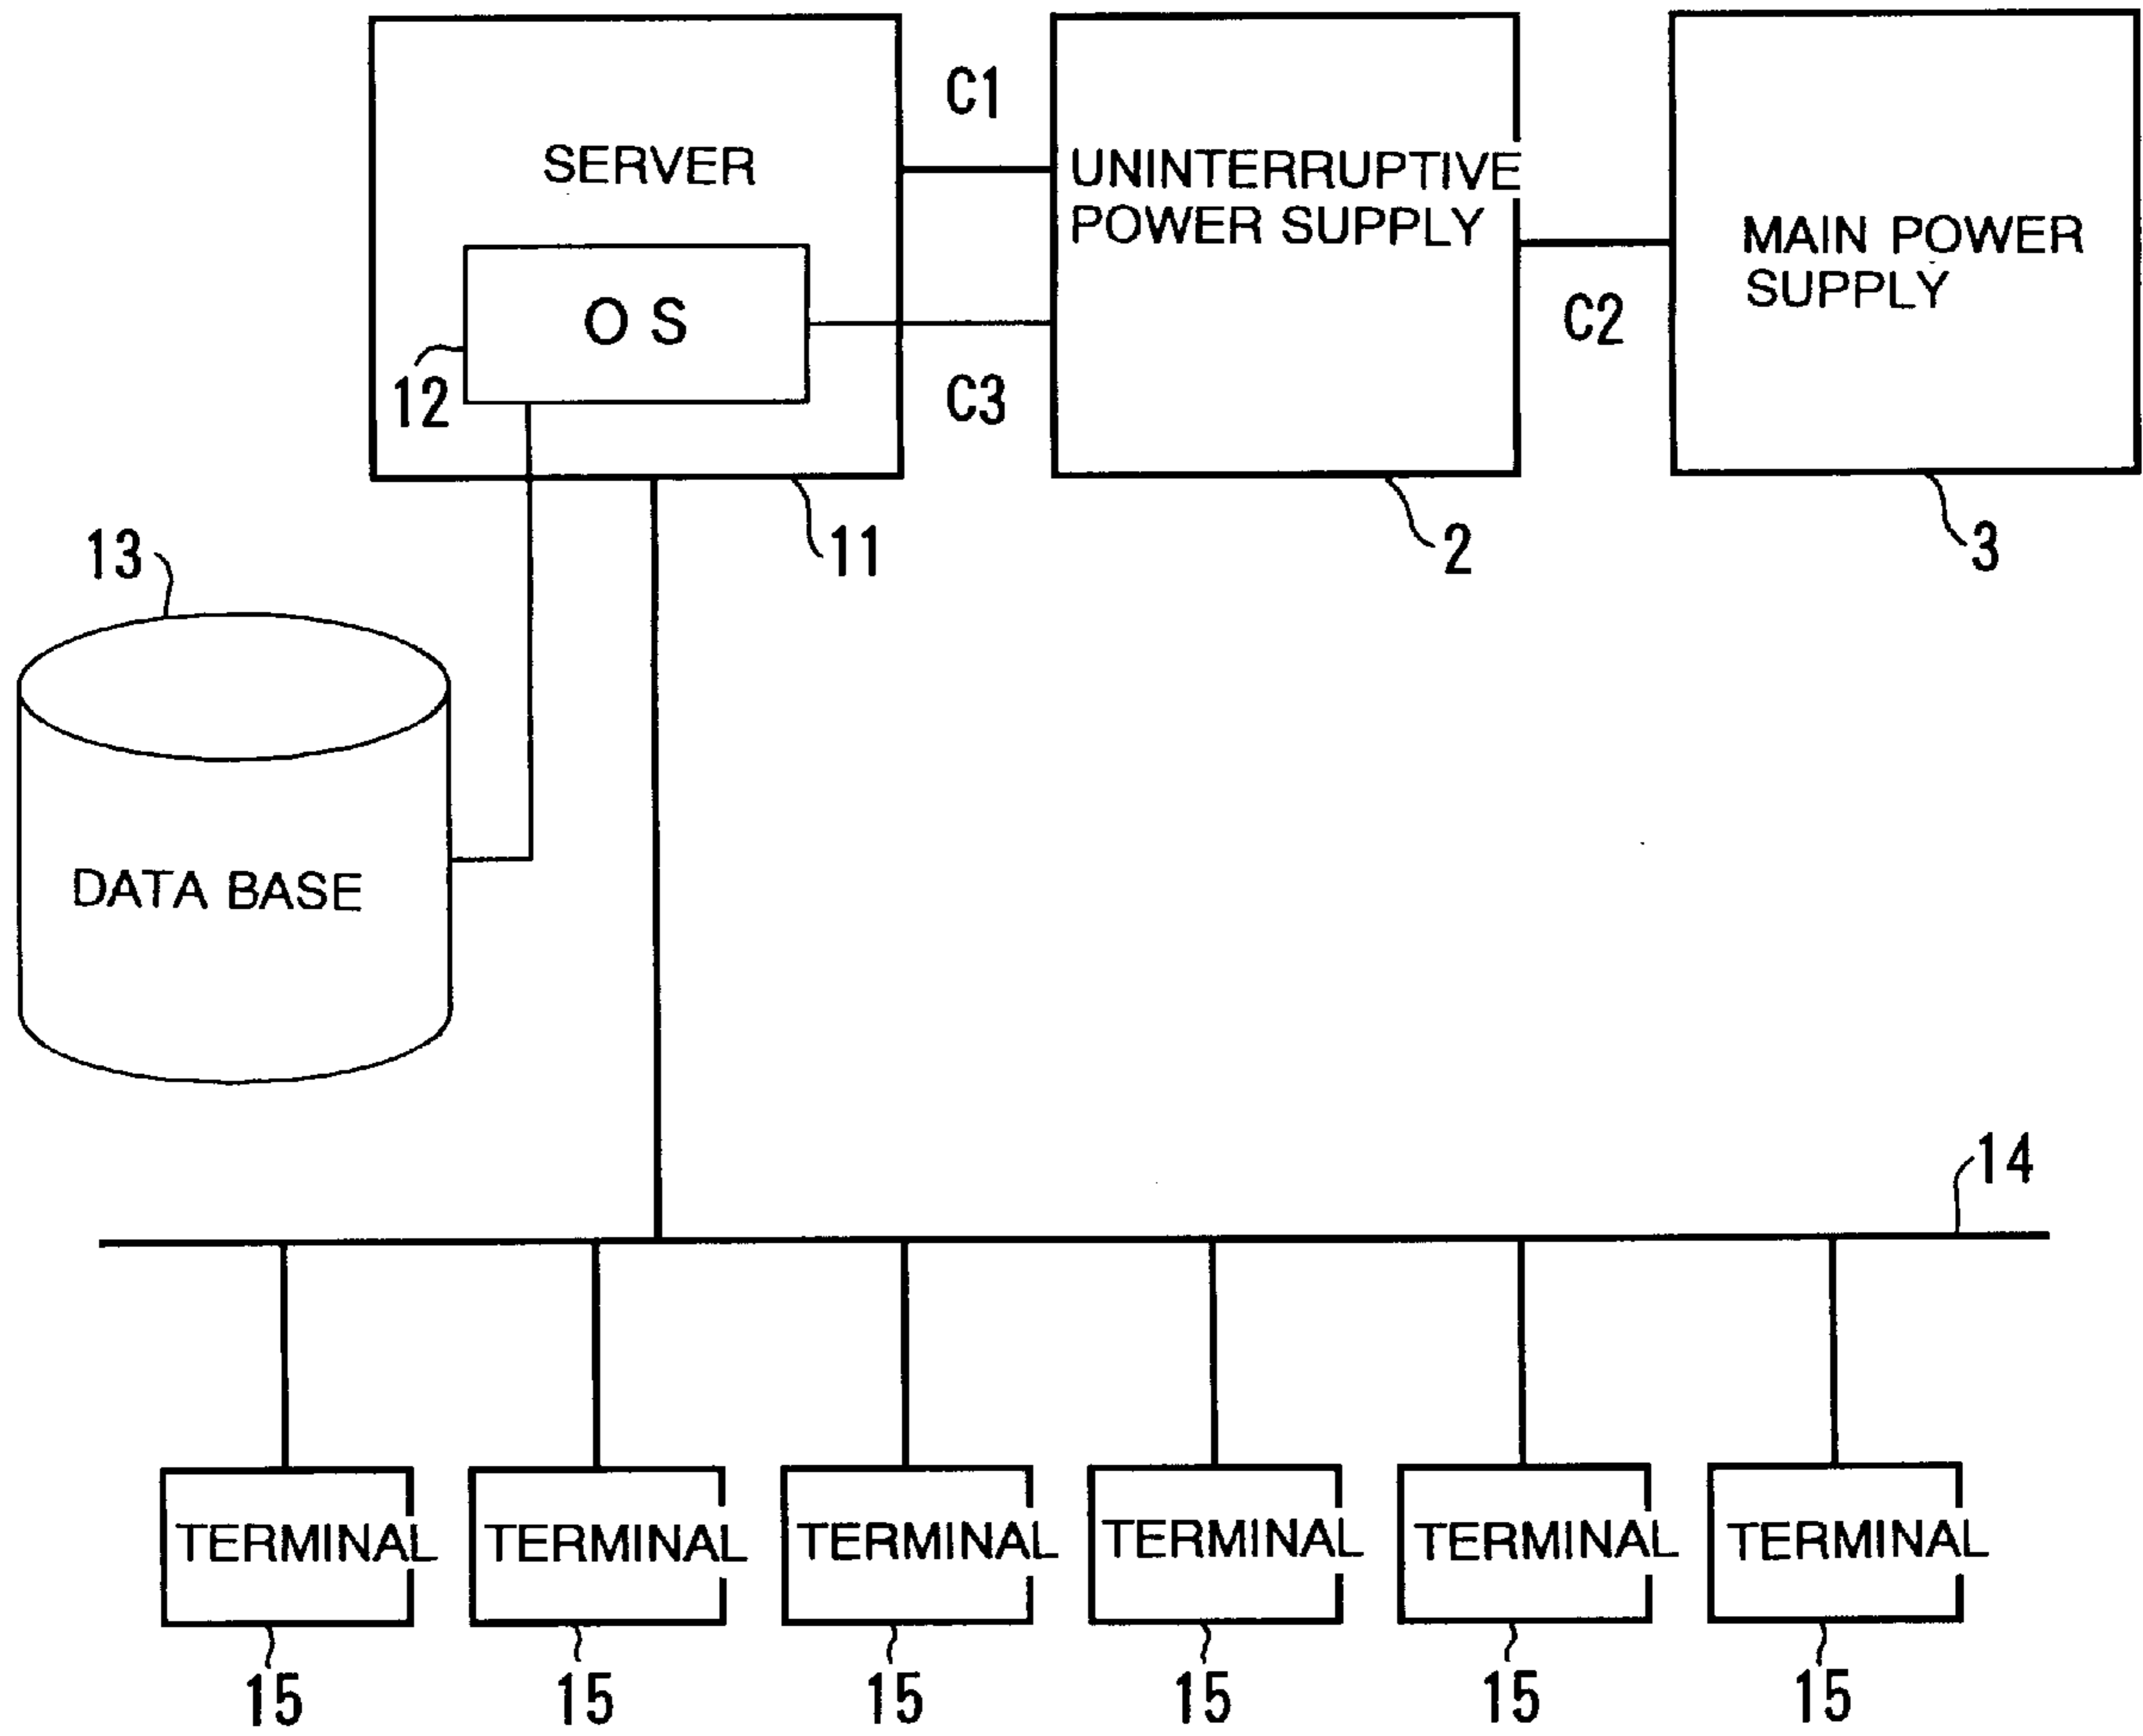 C1
SERVER
UNINTERRUPTIVE
POWER SUPPLY
MAIN POWER
SUPPLY
O S
C2
12
C3
13
11
2
3
DATA BASE
14
TERMINAL
TERMINAL
TERMINAL
TERMINAL
TERMINAL
TERMINAL
15
15
15
15
15
15